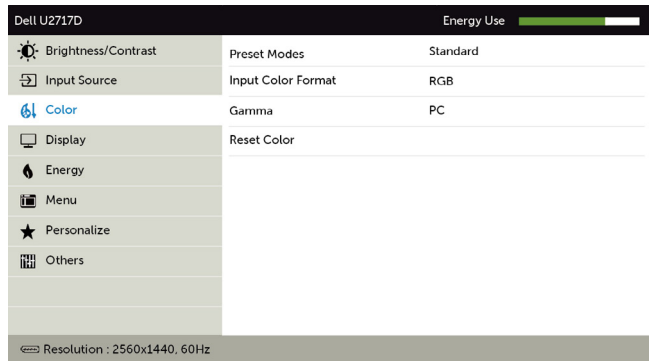 Dell U2717D Energy Use
Brightness/Contrast Preset Modes Standard
Input Source Input Color Format RGB
Color Gamma PC
Display Reset Color
Energy
Menu
Personalize
Others
Resolution : 2560x1440, 60Hz